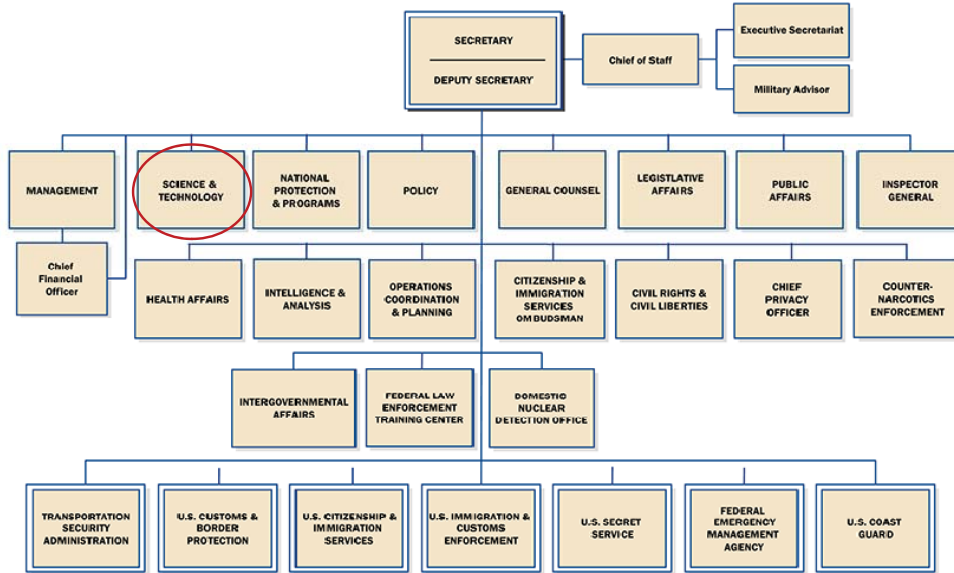 SECRETARY
DEPUTY SECRETARY
Chief of Staff
Executive Secretariat
Military Advisor
MANAGEMENT
SCIENCE &
TECHNOLOGY
NATIONAL
PROTECTION
& PROGRAMS
POLICY
GENERAL COUNSEL
LEGISLATIVE
AFFAIRS
PUBLIC
AFFAIRS
INSPECTOR
GENERAL
Chief
Financial
Officer
HEALTH AFFAIRS
INTELLIGENCE &
ANALYSIS
OPERATIONS
COORDINATION
& PLANNING
CITIZENSHIP &
IMMIGRATION
SERVICES
OMBUDSMAN
CIVIL RIGHTS &
CIVIL LIBERTIES
CHIEF
PRIVACY
OFFICER
COUNTER-
NARCOTICS
ENFORCEMENT
INTERGOVERNMENTAL
AFFAIRS
FEDERAL LAW
ENFORCEMENT
TRAINING CENTER
DOMESTIC
NUCLEAR
DETECTION OFFICE
TRANSPORTATION
SECURITY
ADMINISTRATION
U.S. CUSTOMS &
BORDER
PROTECTION
U.S. CITIZENSHIP &
IMMIGRATION
SERVICES
U.S. IMMIGRATION &
CUSTOMS
ENFORCEMENT
U.S. SECRET
SERVICE
FEDERAL
EMERGENCY
MANAGEMENT
AGENCY
U.S. COAST
GUARD